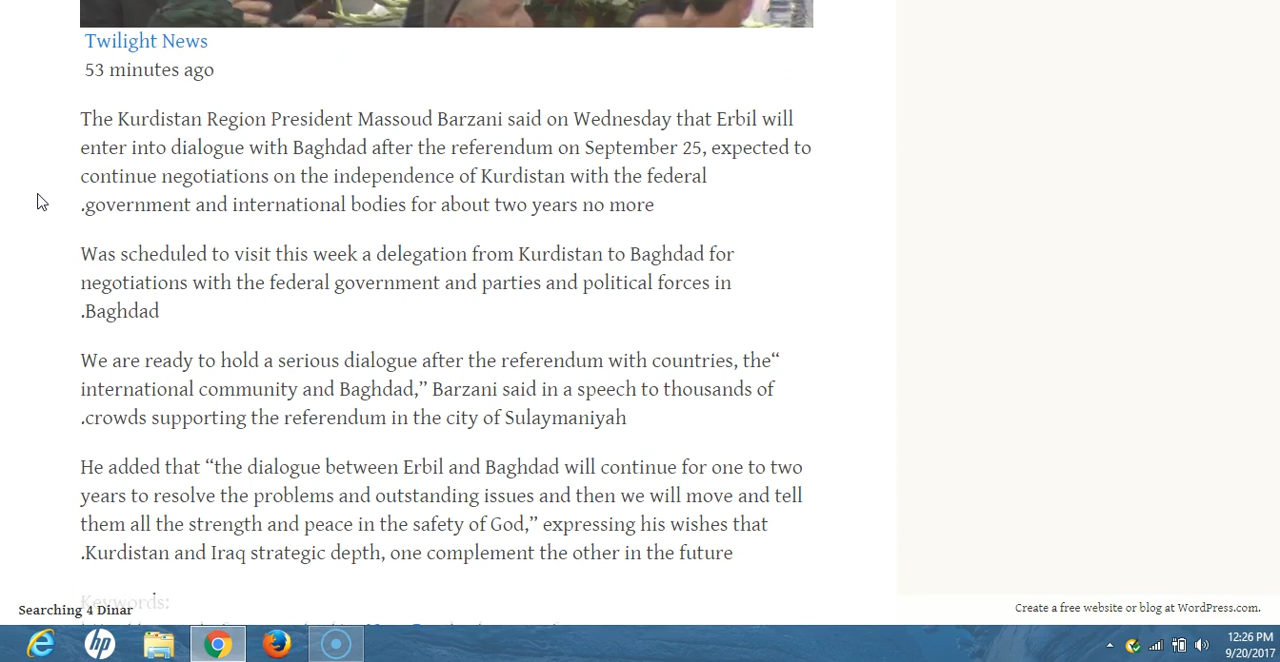 Twilight News
53 minutes ago
The Kurdistan Region President Massoud Barzani said on Wednesday that Erbil will
enter into dialogue with Baghdad after the referendum on September 25, expected to
continue negotiations on the independence of Kurdistan with the federal
.government and international bodies for about two years no more
Was scheduled to visit this week a delegation from Kurdistan to Baghdad for
negotiations with the federal government and parties and political forces in
.Baghdad
We are ready to hold a serious dialogue after the referendum with countries, the“
international community and Baghdad,” Barzani said in a speech to thousands of
.crowds supporting the referendum in the city of Sulaymaniyah
He added that “the dialogue between Erbil and Baghdad will continue for one to two
years to resolve the problems and outstanding issues and then we will move and tell
them all the strength and peace in the safety of God,” expressing his wishes that
.Kurdistan and Iraq strategic depth, one complement the other in the future
Keywords:
Searching 4 Dinar
Create a free website or blog at WordPress.com.
hp
12:26 PM
9/20/2017